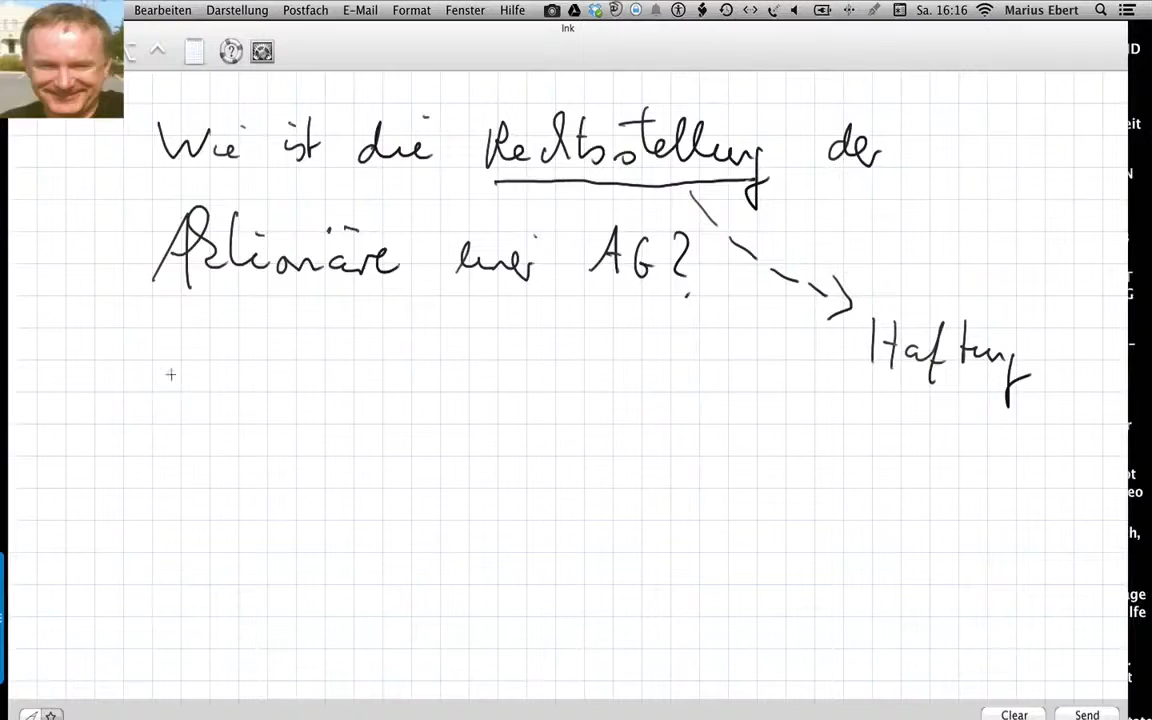 Bearbeiten Darstellung Postfach E-Mail Format Fenster Hilfe Sa. 16:16 Marius Ebert
Ink
Wie ist die Rechtsstellung der
Aktionäre einer AG?
Haftung
Clear Send